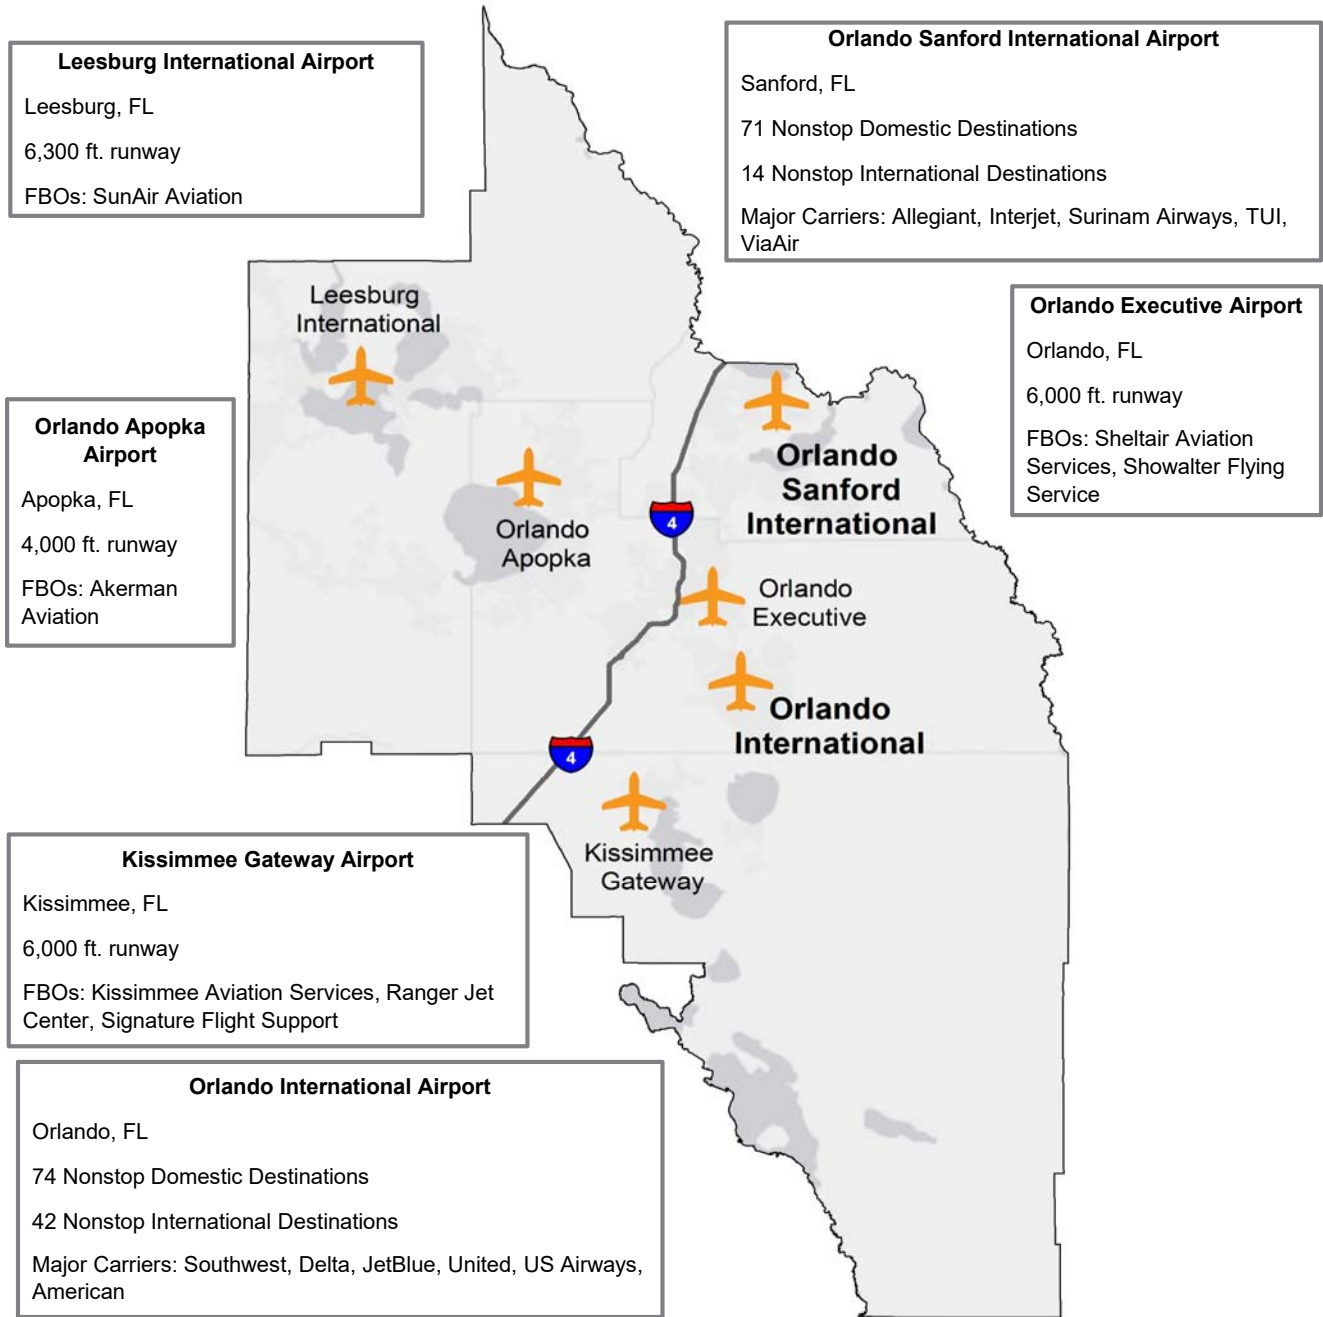 Leesburg International Airport
Leesburg, FL
6,300 ft. runway
FBOs: SunAir Aviation
Orlando Sanford International Airport
Sanford, FL
71 Nonstop Domestic Destinations
14 Nonstop International Destinations
Major Carriers: Allegiant, Interjet, Surinam Airways, TUI,
ViaAir
Orlando Executive Airport
Orlando, FL
6,000 ft. runway
FBOs: Sheltair Aviation
Services, Showalter Flying
Service
Orlando Apopka
Airport
Apopka, FL
4,000 ft. runway
FBOs: Akerman
Aviation
Leesburg
International
Orlando
Sanford
International
Orlando
Apopka
4
Orlando
Executive
Orlando
International
4
Kissimmee
Gateway
Kissimmee Gateway Airport
Kissimmee, FL
6,000 ft. runway
FBOs: Kissimmee Aviation Services, Ranger Jet
Center, Signature Flight Support
Orlando International Airport
Orlando, FL
74 Nonstop Domestic Destinations
42 Nonstop International Destinations
Major Carriers: Southwest, Delta, JetBlue, United, US Airways,
American